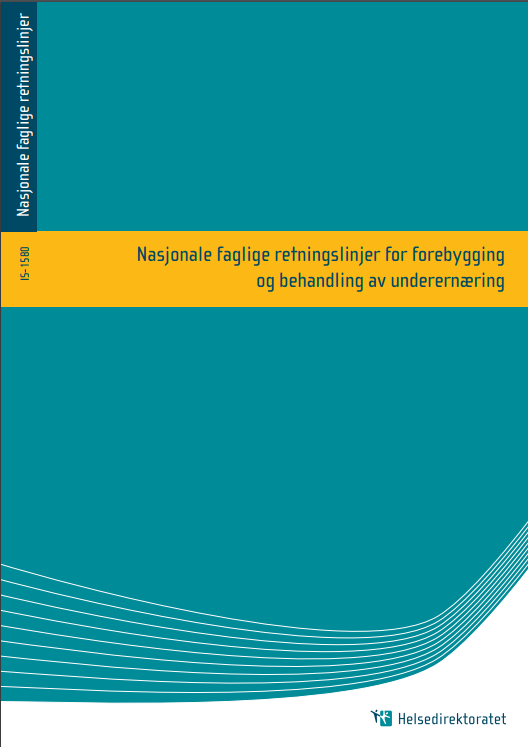 Nasjonale faglige retningslinjer
IS-1580
Nasjonale faglige retningslinjer for forebygging
og behandling av underernæring
Helsedirektoratet